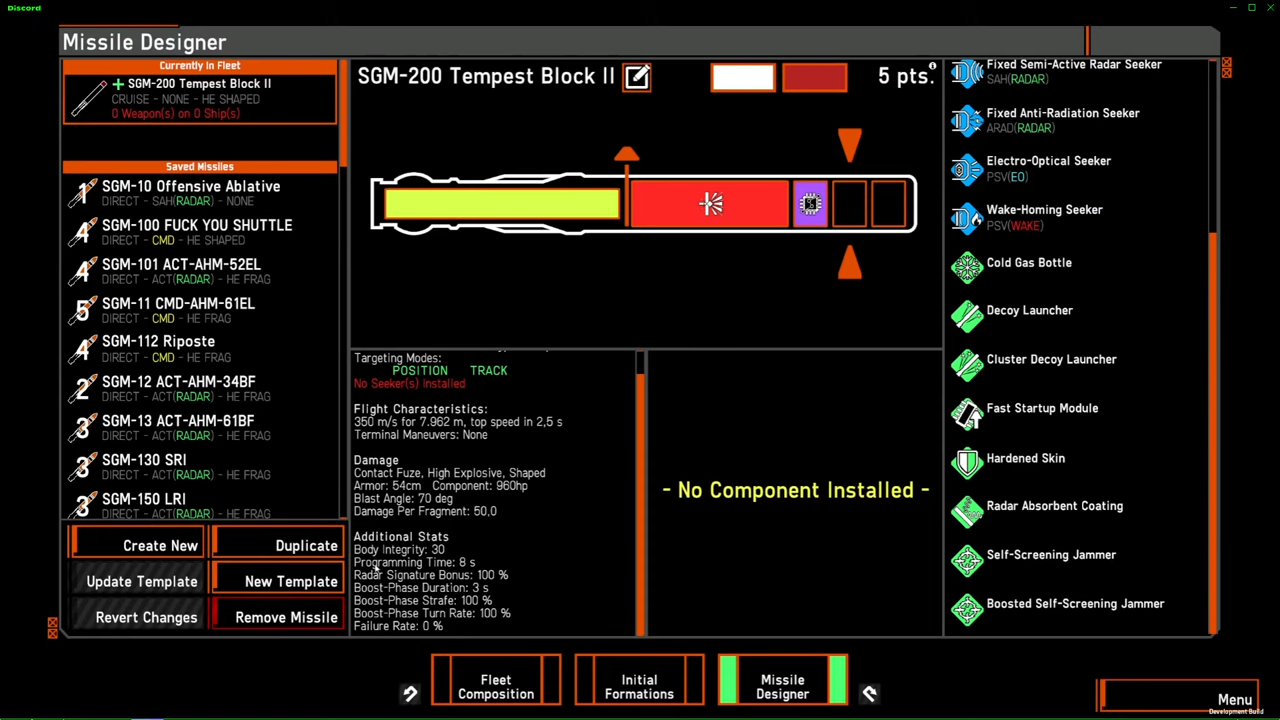 Discord
Missile Designer
Currently In Fleet
SGM-200 Tempest Block II
CRUISE - NONE - HE SHAPED
0 Weapon(s) on 0 Ship(s)
Saved Missiles
1
SGM-10 Offensive Ablative
DIRECT - SAH(RADAR) - NONE
4
SGM-100 FUCK YOU SHUTTLE
DIRECT - CMD - HE SHAPED
4
SGM-101 ACT-AHM-52EL
DIRECT - ACT(RADAR) - HE FRAG
5
SGM-11 CMD-AHM-61EL
DIRECT - CMD - HE FRAG
4
SGM-112 Riposte
DIRECT - CMD - HE FRAG
2
SGM-12 ACT-AHM-34BF
DIRECT - ACT(RADAR) - HE FRAG
3
SGM-13 ACT-AHM-61BF
DIRECT - ACT(RADAR) - HE FRAG
3
SGM-130 SRI
DIRECT - ACT(RADAR) - HE FRAG
3
SGM-150 LRI
DIRECT - ACT(RADAR) - HE FRAG
Create New
Duplicate
Update Template
New Template
Revert Changes
Remove Missile
SGM-200 Tempest Block II
5 pts.
Targeting Modes:
POSITION TRACK
No Seeker(s) Installed
Flight Characteristics:
350 m/s for 7.962 m, top speed in 2,5 s
Terminal Maneuvers: None
Damage
Contact Fuze, High Explosive, Shaped
Armor: 54cm Component: 960hp
Blast Angle: 70 deg
Damage Per Fragment: 50,0
Additional Stats
Body Integrity: 30
Programming Time: 8 s
Radar Signature Bonus: 100 %
Boost-Phase Duration: 3 s
Boost-Phase Strafe: 100 %
Boost-Phase Turn Rate: 100 %
Failure Rate: 0 %
- No Component Installed -
Fixed Semi-Active Radar Seeker
SAH(RADAR)
Fixed Anti-Radiation Seeker
ARAD(RADAR)
Electro-Optical Seeker
PSV(EO)
Wake-Homing Seeker
PSV(WAKE)
Cold Gas Bottle
Decoy Launcher
Cluster Decoy Launcher
Fast Startup Module
Hardened Skin
Radar Absorbent Coating
Self-Screening Jammer
Boosted Self-Screening Jammer
Fleet
Composition
Initial
Formations
Missile
Designer
Menu
Development Build